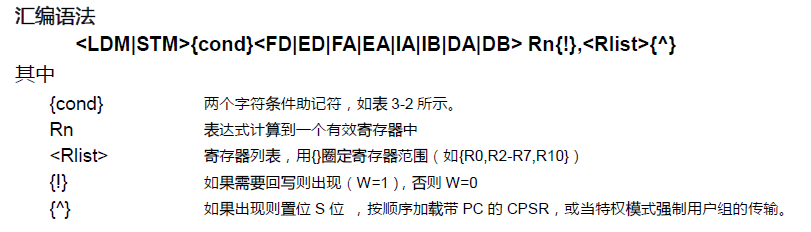 汇编语法
<LDM|STM>{cond}<FD|ED|FA|EA|IA|IB|DA|DB> Rn{!},<Rlist>{^}
其中
{cond} 两个字符条件助记符，如表 3-2 所示。
Rn 表达式计算到一个有效寄存器中
<Rlist> 寄存器列表，用{}圈定寄存器范围（如{R0,R2-R7,R10}）
{!} 如果需要回写则出现（W=1），否则 W=0
{^} 如果出现则置位 S 位 ，按顺序加载带 PC 的 CPSR，或当特权模式强制用户组的传输。